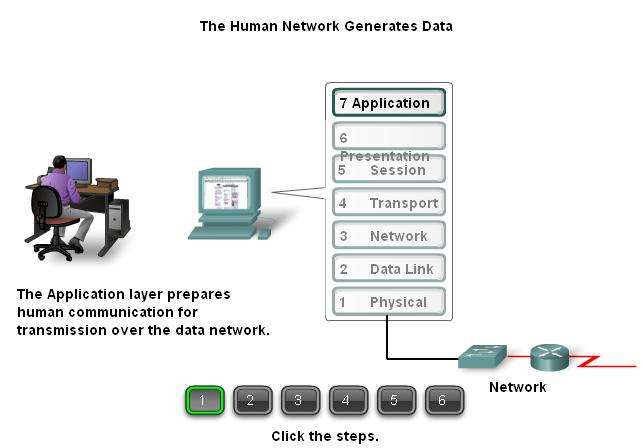 The Human Network Generates Data
7 Application
6
Presentation
5 Session
4 Transport
3 Network
2 Data Link
1 Physical
The Application layer prepares
human communication for
transmission over the data network.
Network
1 2 3 4 5 6
Click the steps.